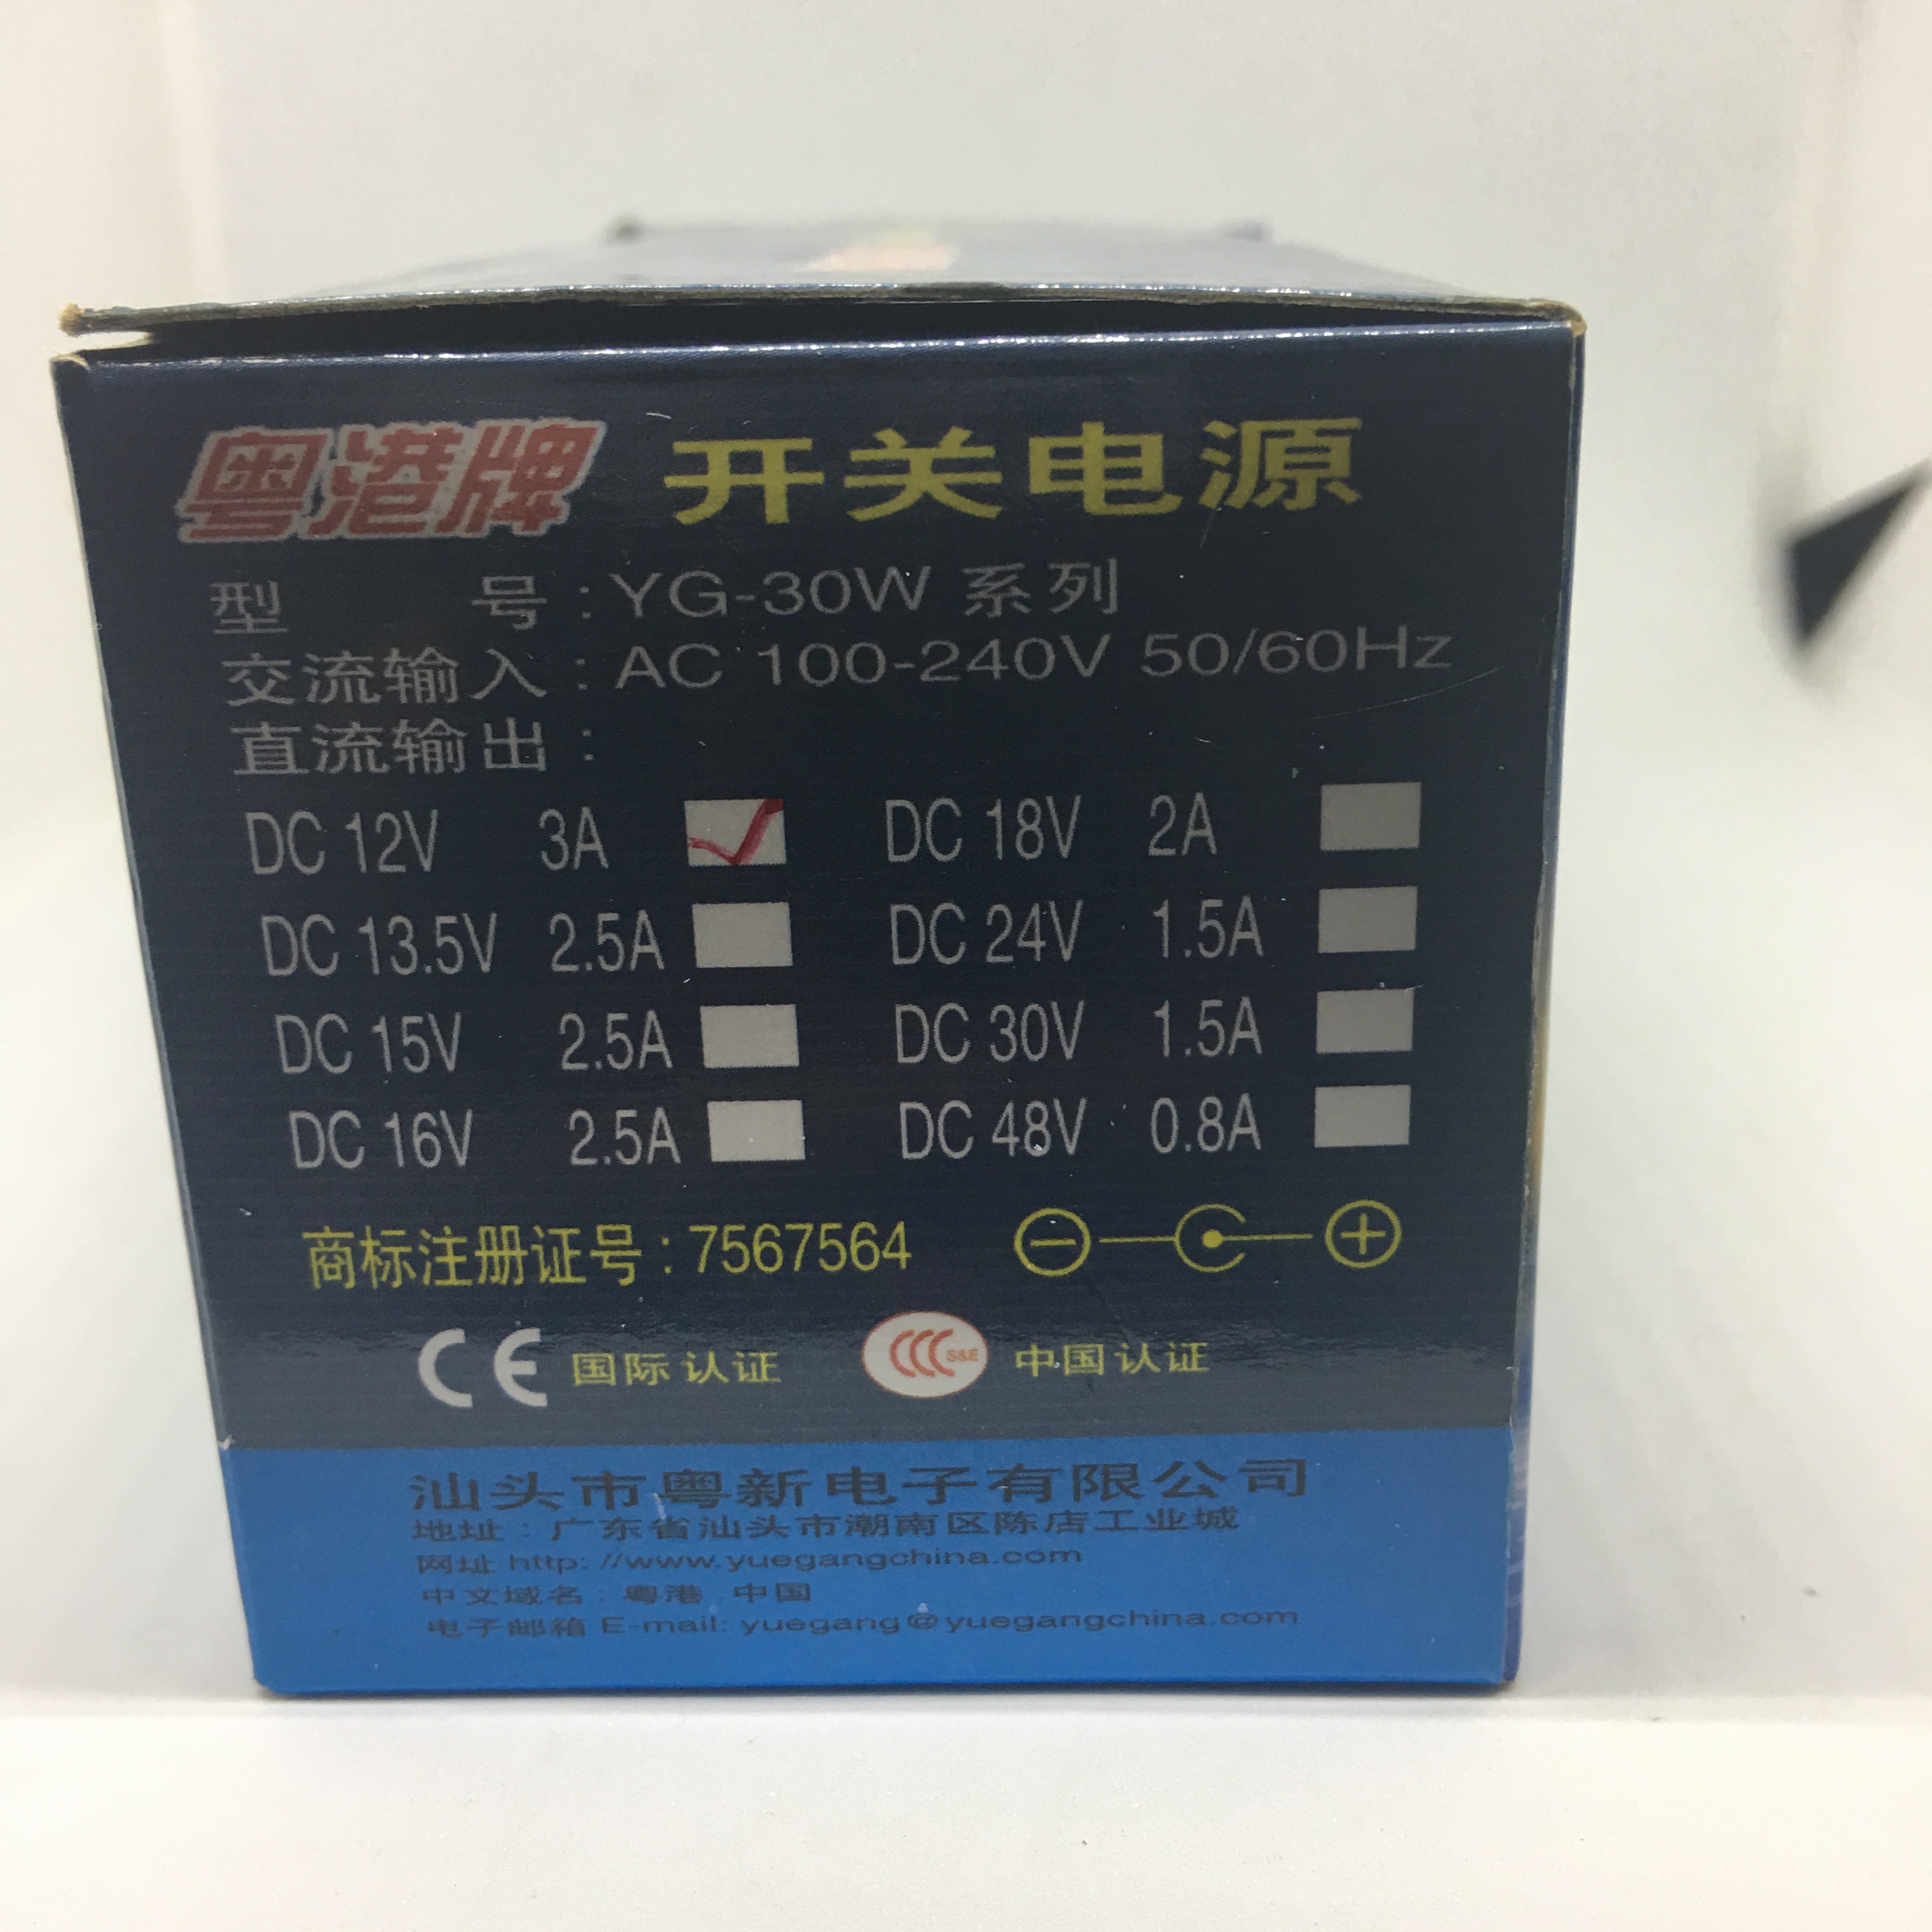 粤港牌 开关电源
型 号：YG-30W 系列
交流输入：AC 100-240V 50/60Hz
直流输出：
DC 12V 3A DC 18V 2A
DC 13.5V 2.5A DC 24V 1.5A
DC 15V 2.5A DC 30V 1.5A
DC 16V 2.5A DC 48V 0.8A
商标注册证号：7567564
CE 国际认证 CCC S&E 中国认证
汕头市粤新电子有限公司
地址：广东省汕头市潮南区陈店工业城
网址 http: //www.yuegangchina.com
中文域名：粤港.中国
电子邮箱 E-mail: yuegang@yuegangchina.com